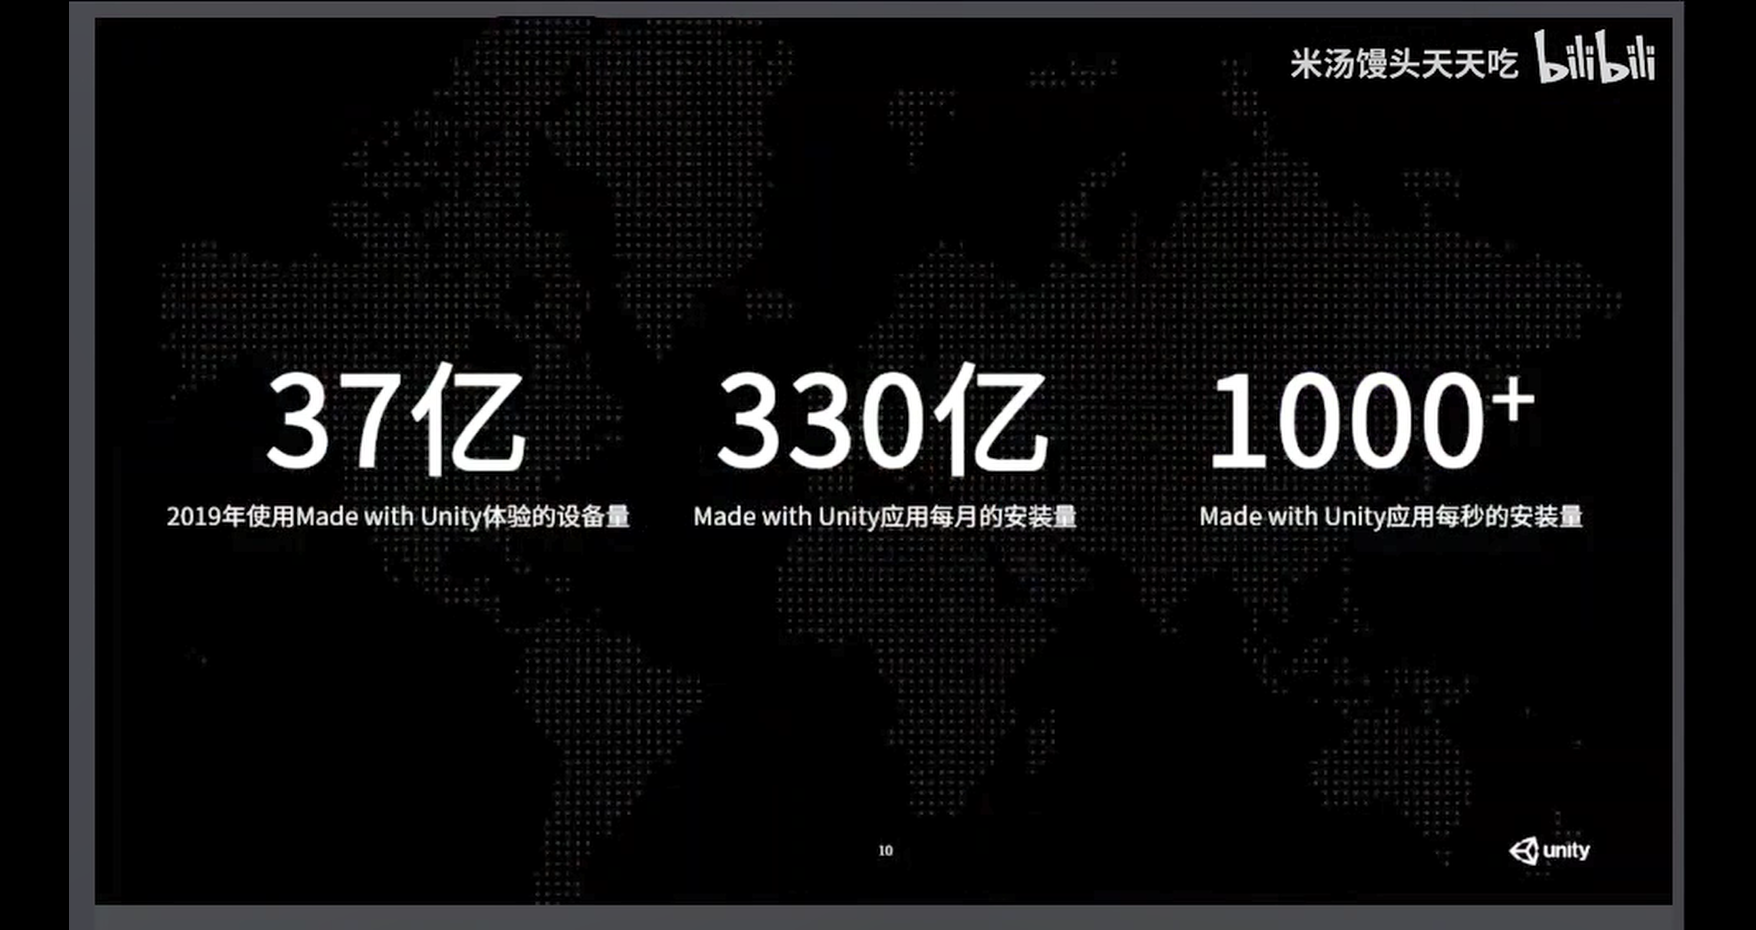 米汤馒头天天吃 bilibili
37亿
2019年使用Made with Unity体验的设备量
330亿
Made with Unity应用每月的安装量
1000+
Made with Unity应用每秒的安装量
10
unity